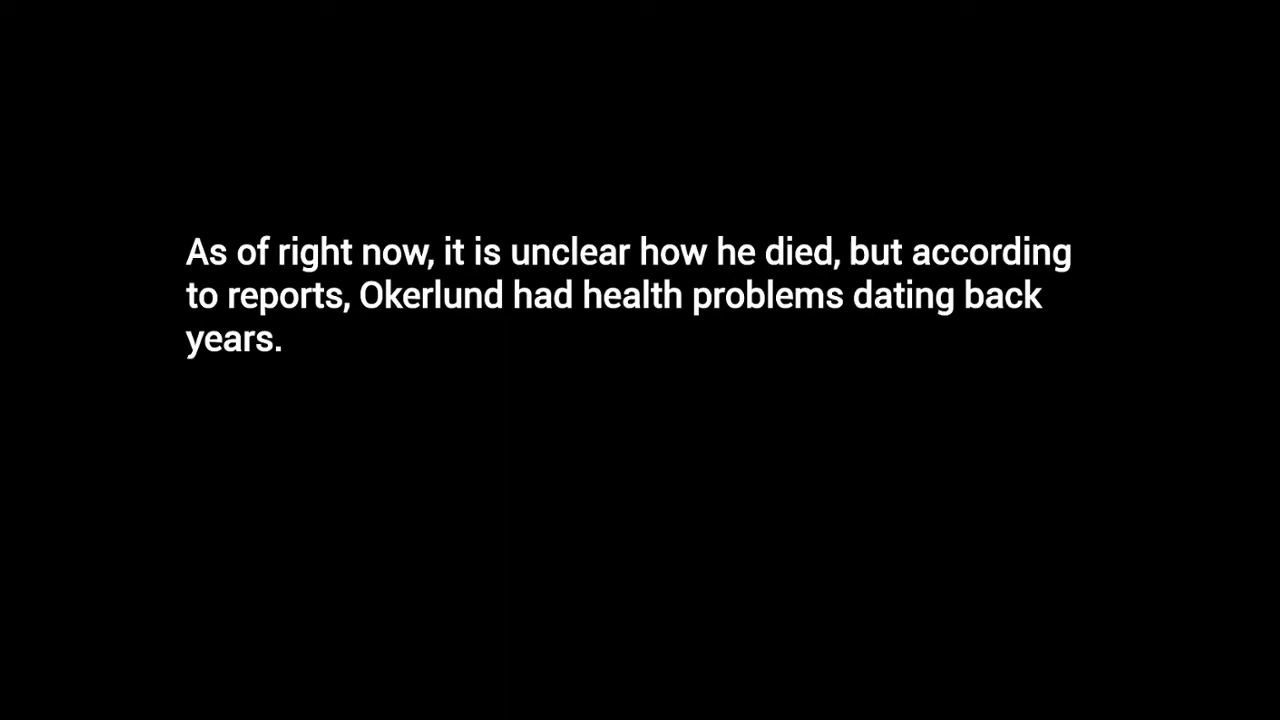 As of right now, it is unclear how he died, but according
to reports, Okerlund had health problems dating back
years.